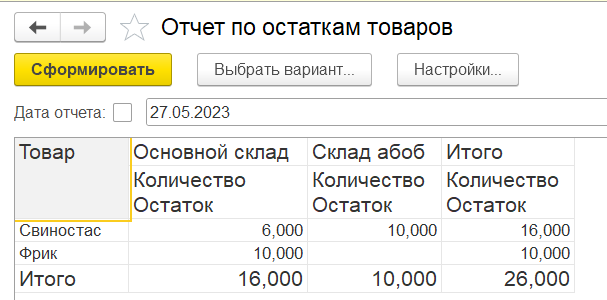 Отчет по остаткам товаров
Сформировать Выбрать вариант... Настройки...
Дата отчета: 27.05.2023
Товар Основной склад Склад абоб Итого
Количество Количество Количество
Остаток Остаток Остаток
Свиностас 6,000 10,000 16,000
Фрик 10,000 10,000
Итого 16,000 10,000 26,000